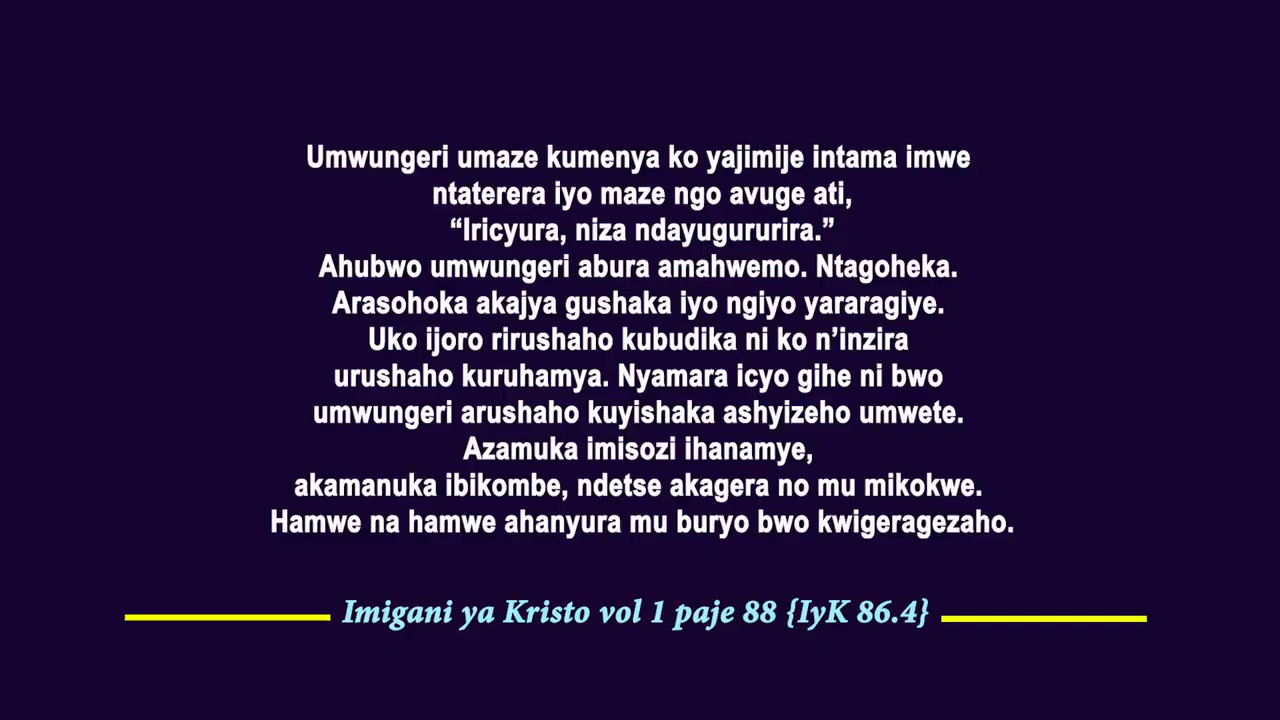 Umwungeri umaze kumenya ko yajimije intama imwe
ntaterera iyo maze ngo avuge ati,
“Iricyura, niza ndayugururira.”
Ahubwo umwungeri abura amahwemo. Ntagoheka.
Arasohoka akajya gushaka iyo ngiyo yararagiye.
Uko ijoro rirushaho kubudika ni ko n’inzira
urushaho kuruhamya. Nyamara icyo gihe ni bwo
umwungeri arushaho kuyishaka ashyizeho umwete.
Azamuka imisozi ihanamye,
akamanuka ibikombe, ndetse akagera no mu mikokwe.
Hamwe na hamwe ahanyura mu buryo bwo kwigeragezaho.
Imigani ya Kristo vol 1 paje 88 {IyK 86.4}